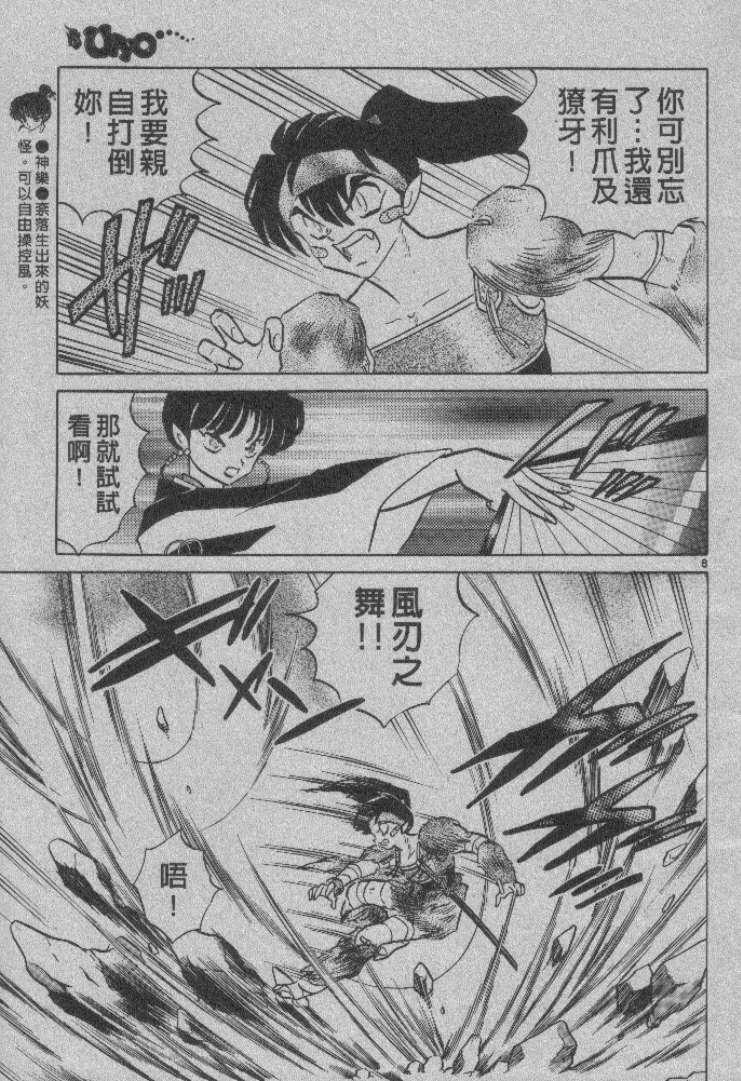 你可別忘
了…我還
有利爪及
獠牙！
我要親
自打倒
妳！
●神樂●奈落生出來的妖
怪。可以自由操控風。
那就試試
看啊！
8
風刃之
舞!!
唔！